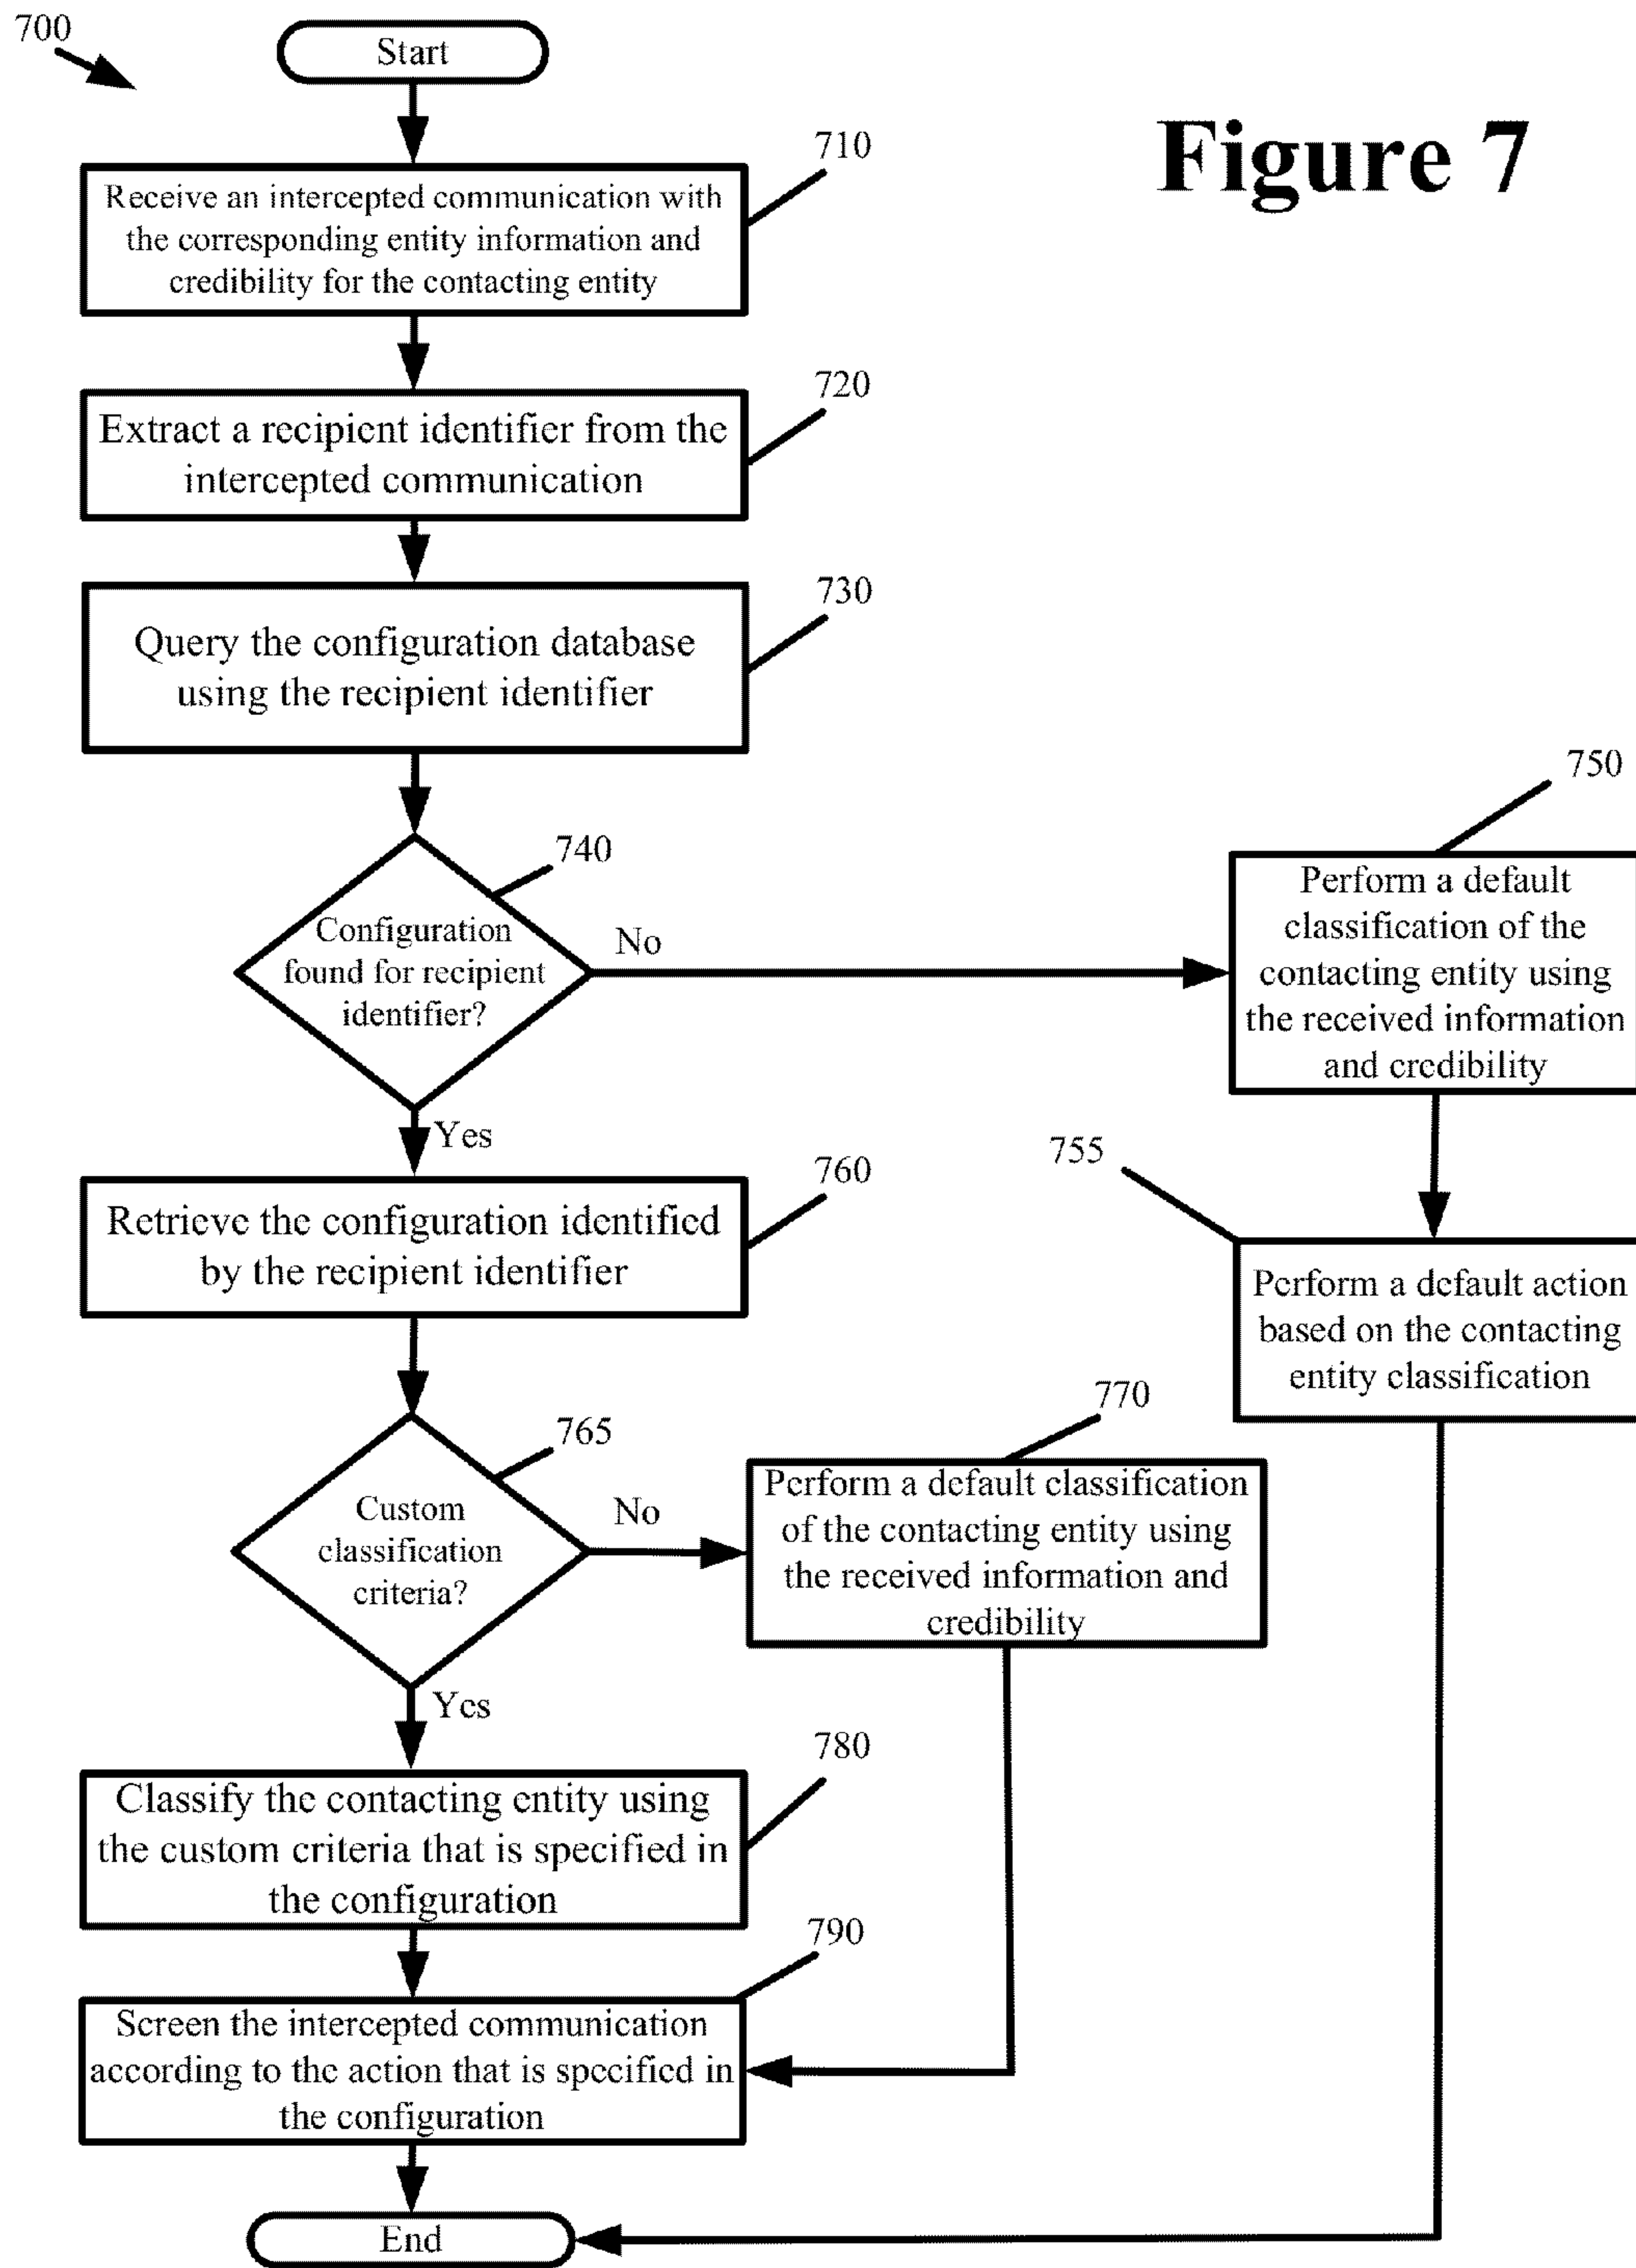 700
Start
Figure 7
710
Receive an intercepted communication with
the corresponding entity information and
credibility for the contacting entity
720
Extract a recipient identifier from the
intercepted communication
730
Query the configuration database
using the recipient identifier
740
Configuration
found for recipient
identifier?
No
750
Perform a default
classification of the
contacting entity using
the received information
and credibility
Yes
755
Perform a default action
based on the contacting
entity classification
760
Retrieve the configuration identified
by the recipient identifier
765
Custom
classification
criteria?
No
770
Perform a default classification
of the contacting entity using
the received information and
credibility
Yes
780
Classify the contacting entity using
the custom criteria that is specified in
the configuration
790
Screen the intercepted communication
according to the action that is specified in
the configuration
End